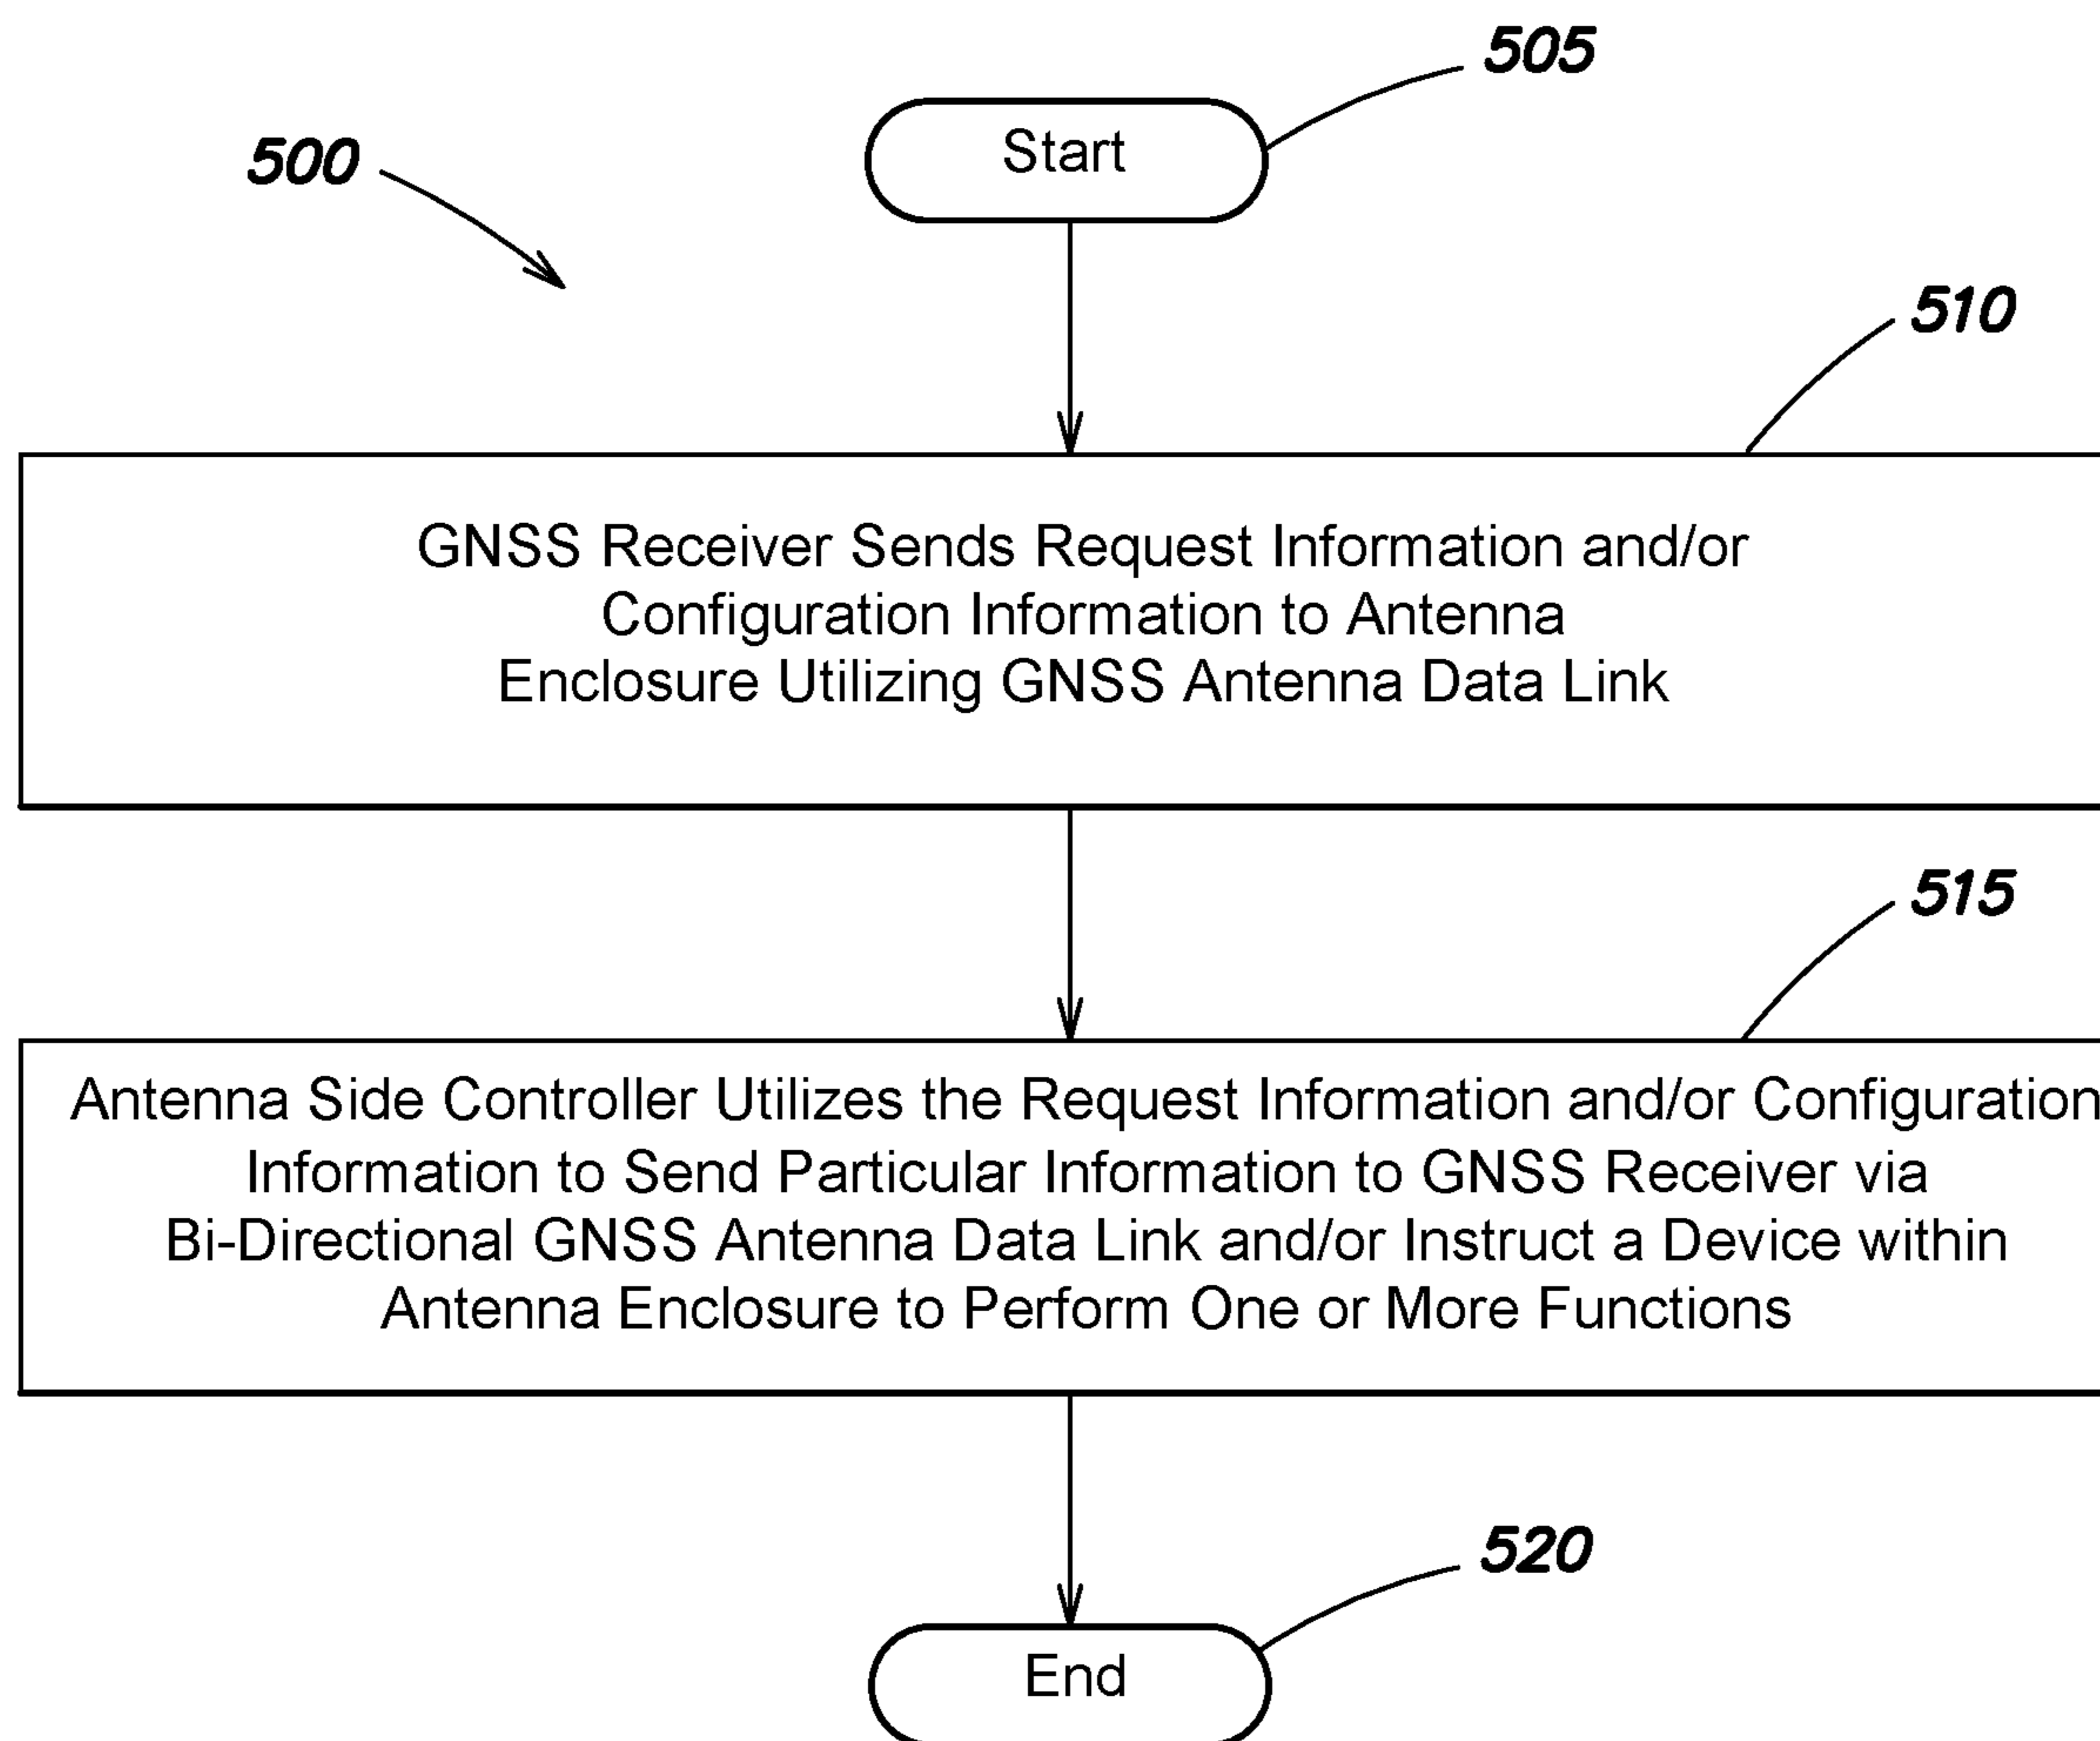 505
500
Start
510
GNSS Receiver Sends Request Information and/or
Configuration Information to Antenna
Enclosure Utilizing GNSS Antenna Data Link
515
Antenna Side Controller Utilizes the Request Information and/or Configuration
Information to Send Particular Information to GNSS Receiver via
Bi-Directional GNSS Antenna Data Link and/or Instruct a Device within
Antenna Enclosure to Perform One or More Functions
520
End